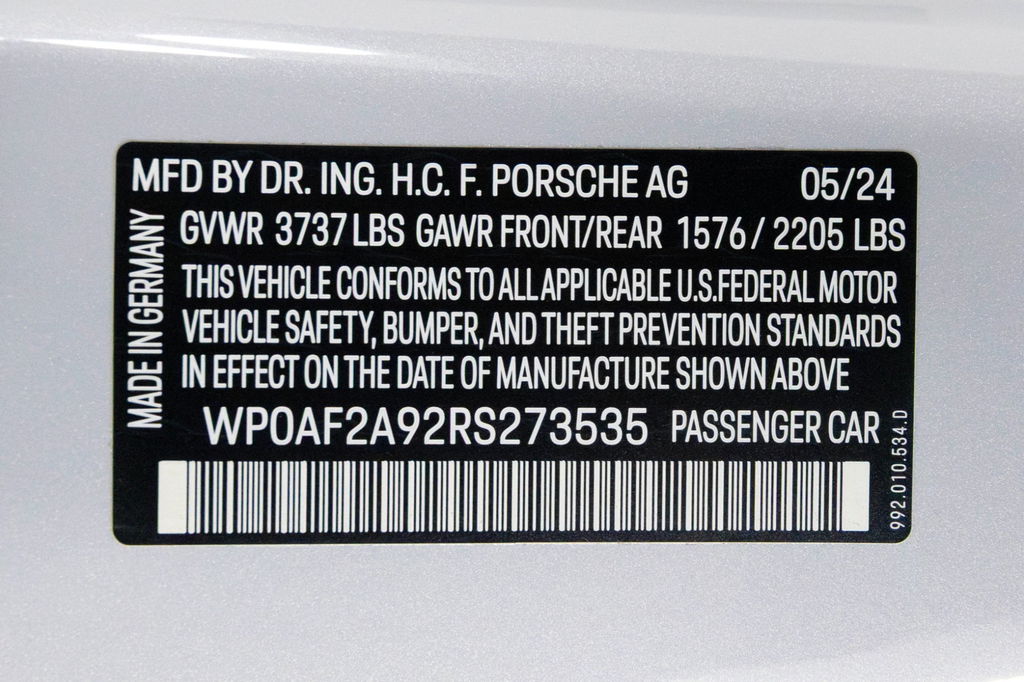 MFD BY DR. ING. H.C. F. PORSCHE AG 05/24
GVWR 3737 LBS GAWR FRONT/REAR 1576 / 2205 LBS
THIS VEHICLE CONFORMS TO ALL APPLICABLE U.S.FEDERAL MOTOR
VEHICLE SAFETY, BUMPER, AND THEFT PREVENTION STANDARDS
IN EFFECT ON THE DATE OF MANUFACTURE SHOWN ABOVE
WP0AF2A92RS273535 PASSENGER CAR
MADE IN GERMANY
992.010.534.D